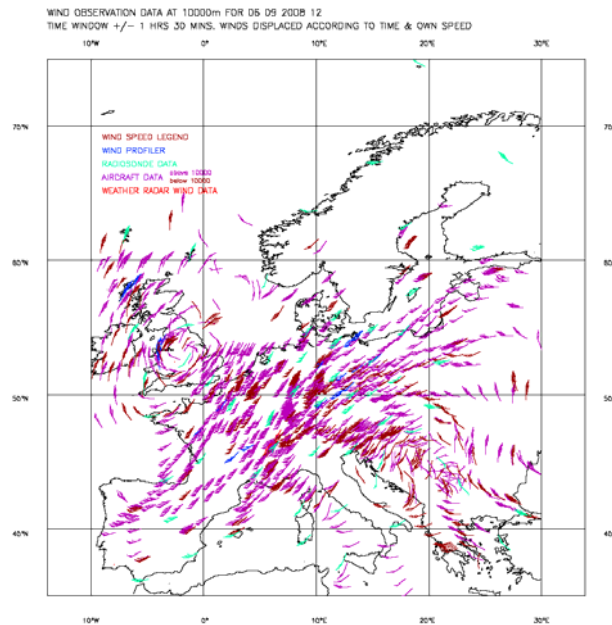 WIND OBSERVATION DATA AT 10000m FOR 06 09 2008 12
TIME WINDOW +/- 1 HRS 30 MINS. WINDS DISPLACED ACCORDING TO TIME & OWN SPEED
10°W 0° 10°E 20°E 30°E
70°N 70°N
WIND SPEED LEGEND
WIND PROFILER
RADIOSONDE DATA
AIRCRAFT DATA above 10000
below 10000
WEATHER RADAR WIND DATA
60°N 60°N
50°N 50°N
40°N 40°N
10°W 0° 10°E 20°E 30°E